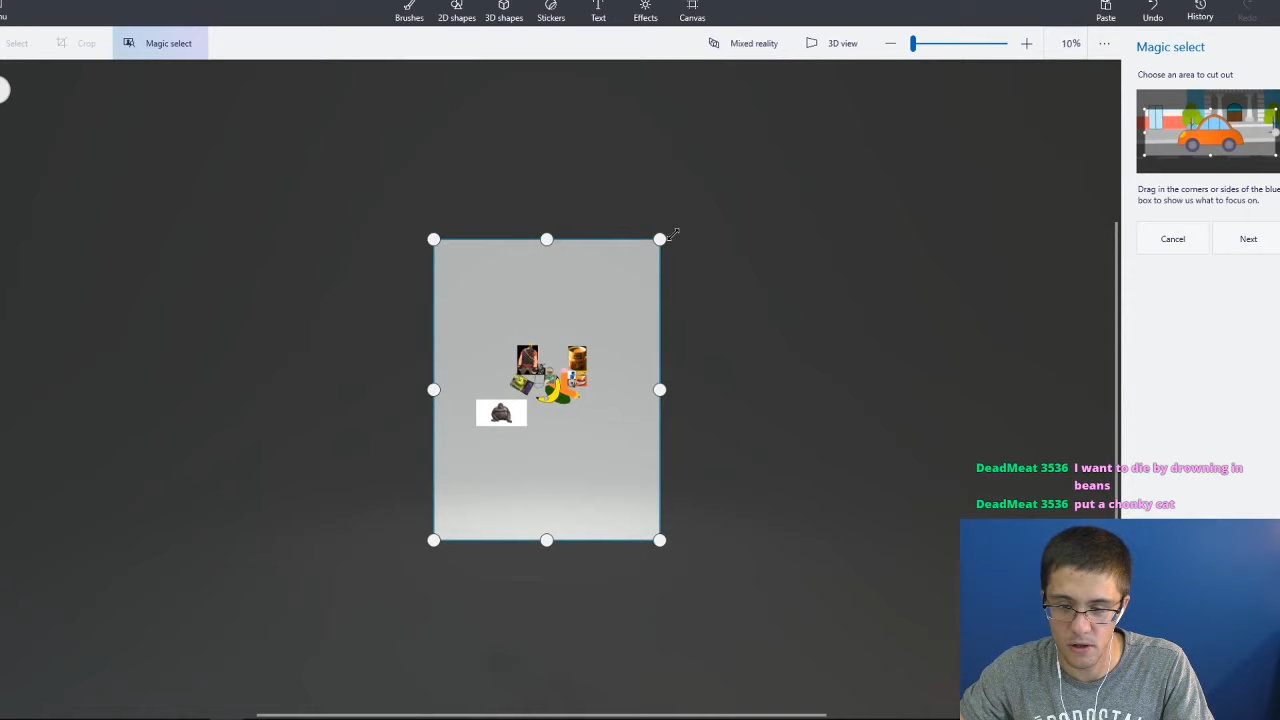 nu
Brushes
2D shapes
3D shapes
Stickers
Text
Effects
Canvas
Paste
Undo
History
Redo
Select
Crop
Magic select
Mixed reality
3D view
10%
Magic select
Choose an area to cut out
Drag in the corners or sides of the blue
box to show us what to focus on.
Cancel
Next
DeadMeat 3536 I want to die by drowning in
beans
DeadMeat 3536 put a chonky cat